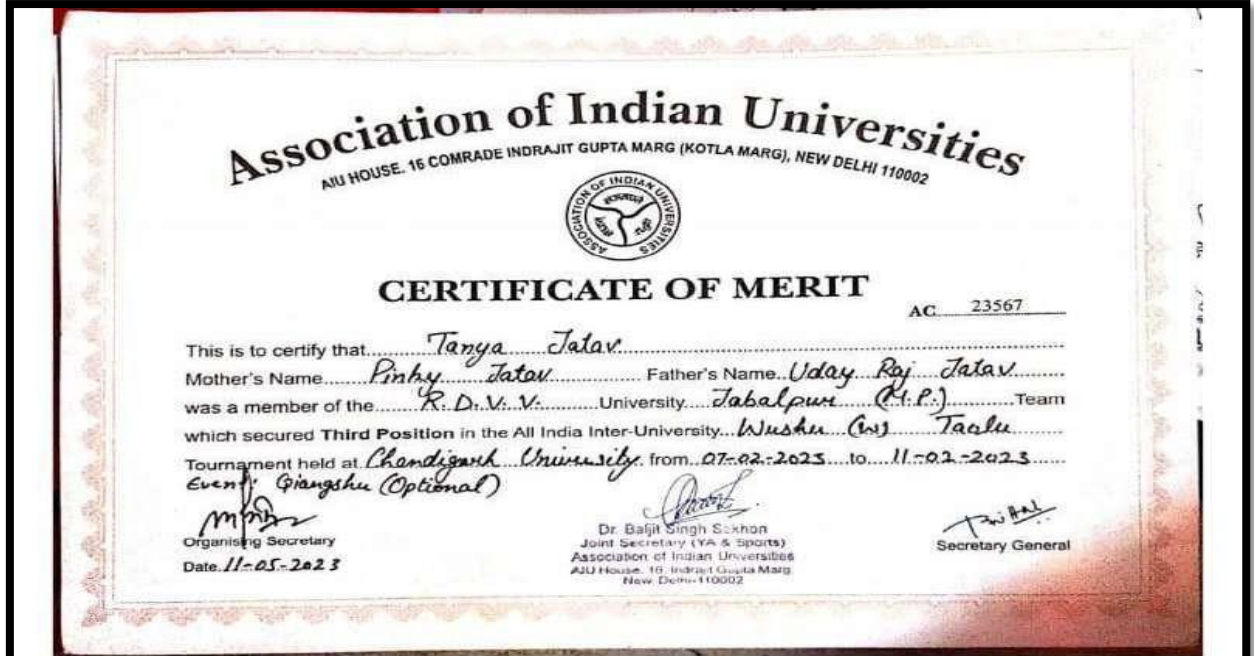 Association of Indian Universities
AIU HOUSE, 16 COMRADE INDRAJIT GUPTA MARG (KOTLA MARG), NEW DELHI 110002
ASSOCIATION OF INDIAN UNIVERSITIES
CERTIFICATE OF MERIT
AC 23567
This is to certify that Tanya Jatav
Mother's Name Pinky Jatav Father's Name Uday Raj Jatav
was a member of the R.D.V.V. University Jabalpur (M.P.) Team
which secured Third Position in the All India Inter-University Wushu (w) Taolu
Tournament held at Chandigarh University from 07-02-2023 to 11-02-2023
Event: Qiangshu (Optional)
Organising Secretary
Date 11-05-2023
Dr. Baljit Singh Sekhon
Joint Secretary (YA & Sports)
Association of Indian Universities
AIU House, 16, Indrajit Gupta Marg
New Delhi-110002
Secretary General